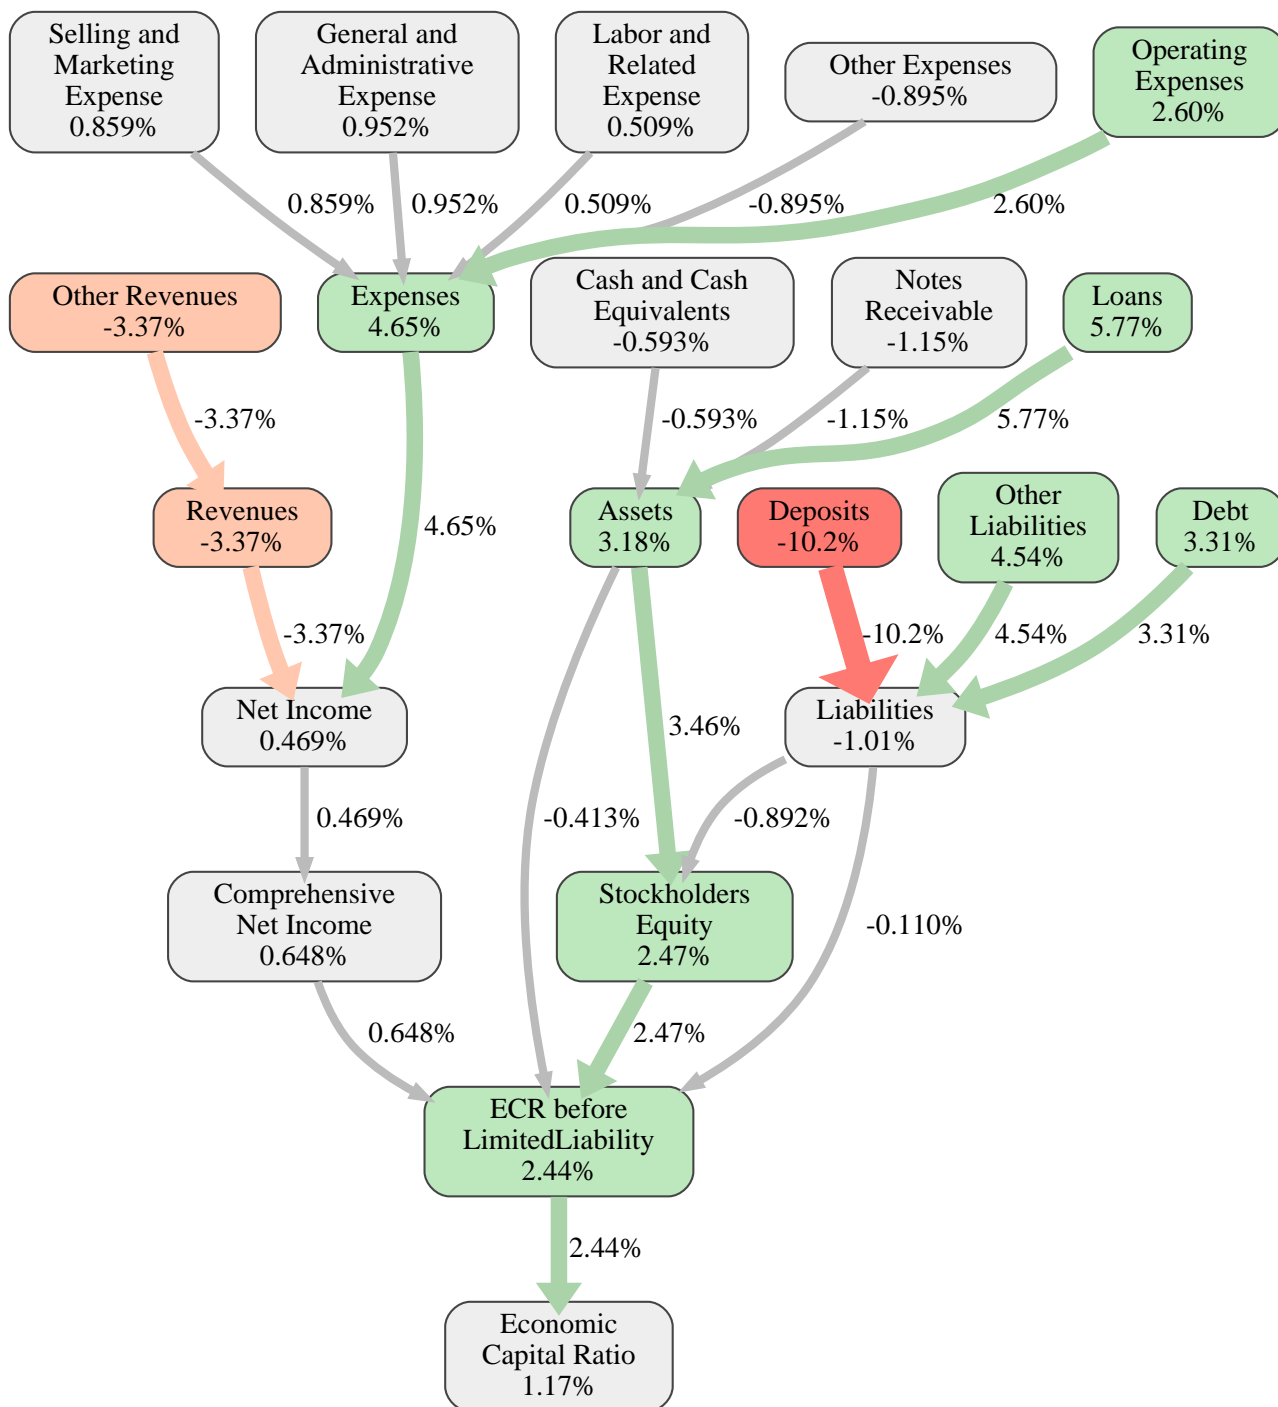 Selling and
Marketing
Expense
0.859%
General and
Administrative
Expense
0.952%
Labor and
Related
Expense
0.509%
Other Expenses
-0.895%
Operating
Expenses
2.60%
0.859%
0.952%
0.509%
-0.895%
2.60%
Other Revenues
-3.37%
Expenses
4.65%
Cash and Cash
Equivalents
-0.593%
Notes
Receivable
-1.15%
Loans
5.77%
-3.37%
-0.593%
-1.15%
5.77%
Revenues
-3.37%
4.65%
Assets
3.18%
Deposits
-10.2%
Other
Liabilities
4.54%
Debt
3.31%
-3.37%
-10.2%
4.54%
3.31%
Net Income
0.469%
3.46%
Liabilities
-1.01%
0.469%
-0.413%
-0.892%
Comprehensive
Net Income
0.648%
Stockholders
Equity
2.47%
-0.110%
0.648%
2.47%
ECR before
LimitedLiability
2.44%
2.44%
Economic
Capital Ratio
1.17%